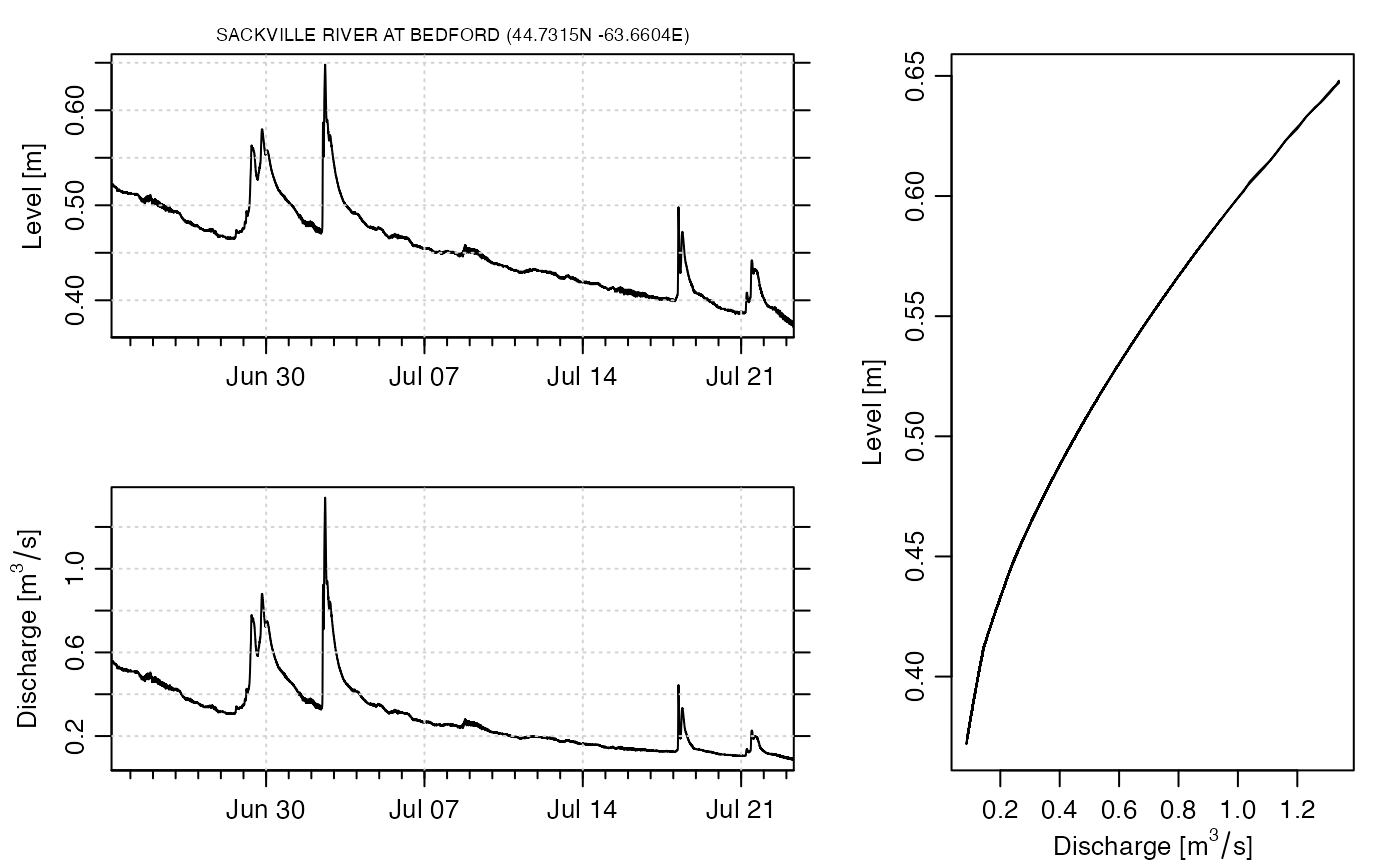 SACKVILLE RIVER AT BEDFORD (44.7315N -63.6604E)
Level [m]
0.60
0.50
0.40
Jun 30 Jul 07 Jul 14 Jul 21
Discharge [m³/s]
1.0
0.6
0.2
Jun 30 Jul 07 Jul 14 Jul 21
Level [m]
0.65
0.60
0.55
0.50
0.45
0.40
0.2 0.4 0.6 0.8 1.0 1.2
Discharge [m³/s]